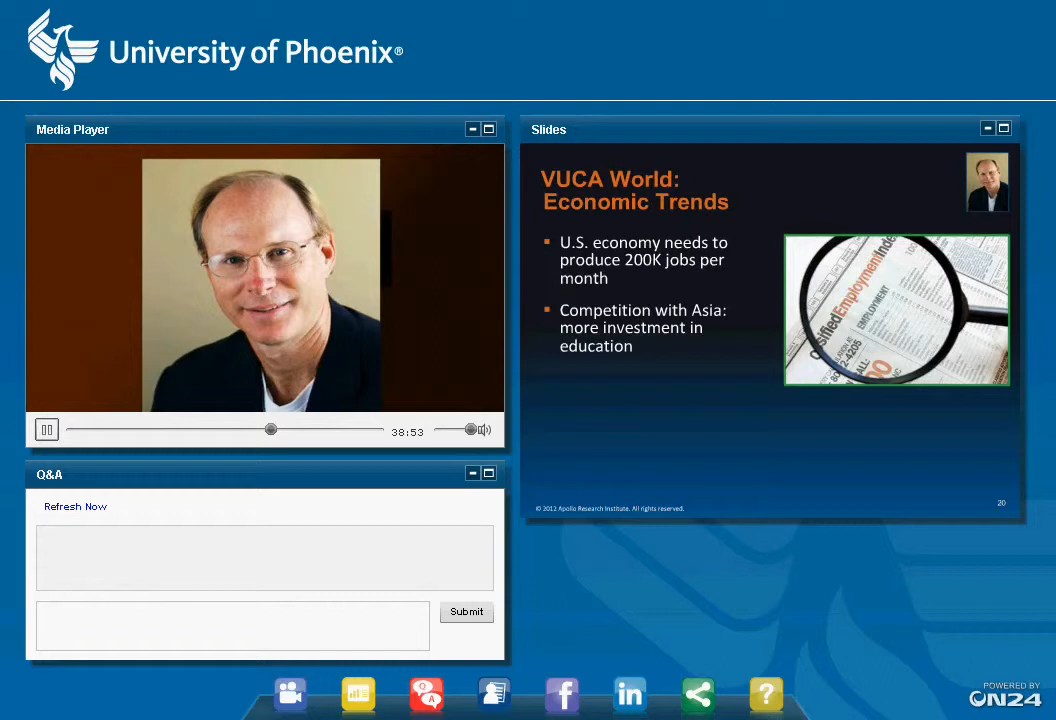 University of Phoenix®
Media Player
38:53
Q&A
Refresh Now
Submit
Slides
VUCA World:
Economic Trends
U.S. economy needs to
produce 200K jobs per
month
Competition with Asia:
more investment in
education
EmploymentInde
EMPLOYMENT
© 2012 Apollo Research Institute. All rights reserved.
20
Q
A
f
in
?
POWERED BY
ON24